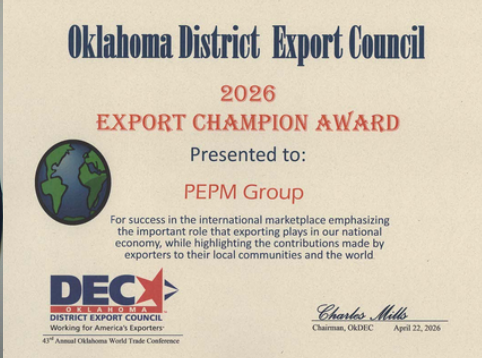 Oklahoma District Export Council
2026
EXPORT CHAMPION AWARD
Presented to:
PEPM Group
For success in the international marketplace emphasizing
the important role that exporting plays in our national
economy, while highlighting the contributions made by
exporters to their local communities and the world
DEC
OKLAHOMA
DISTRICT EXPORT COUNCIL
Working for America's Exporters
43rd Annual Oklahoma World Trade Conference
Charles Mills
Chairman, OkDEC April 22, 2026